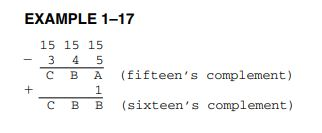 EXAMPLE 1–17
15 15 15
– 3 4 5
C B A (fifteen's complement)
+ 1
C B B (sixteen's complement)